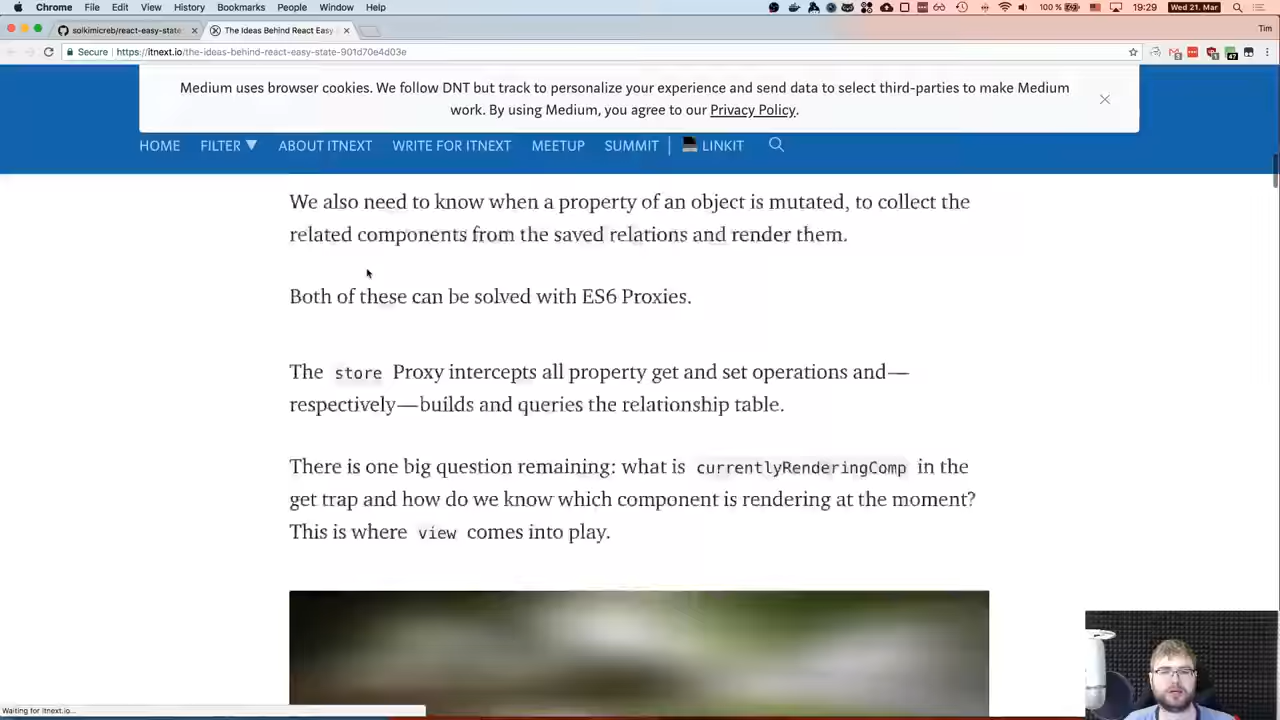 Chrome File Edit View History Bookmarks People Window Help 100 % 19:29 Wed 21. Mar
solkimicreb/react-easy-state The Ideas Behind React Easy Tim
Secure https://itnext.io/the-ideas-behind-react-easy-state-901d70e4d03e
Medium uses browser cookies. We follow DNT but track to personalize your experience and send data to select third-parties to make Medium
work. By using Medium, you agree to our Privacy Policy.
HOME FILTER ▼ ABOUT ITNEXT WRITE FOR ITNEXT MEETUP SUMMIT LINKIT
We also need to know when a property of an object is mutated, to collect the
related components from the saved relations and render them.
Both of these can be solved with ES6 Proxies.
The store Proxy intercepts all property get and set operations and—
respectively—builds and queries the relationship table.
There is one big question remaining: what is currentlyRenderingComp in the
get trap and how do we know which component is rendering at the moment?
This is where view comes into play.
Waiting for itnext.io...